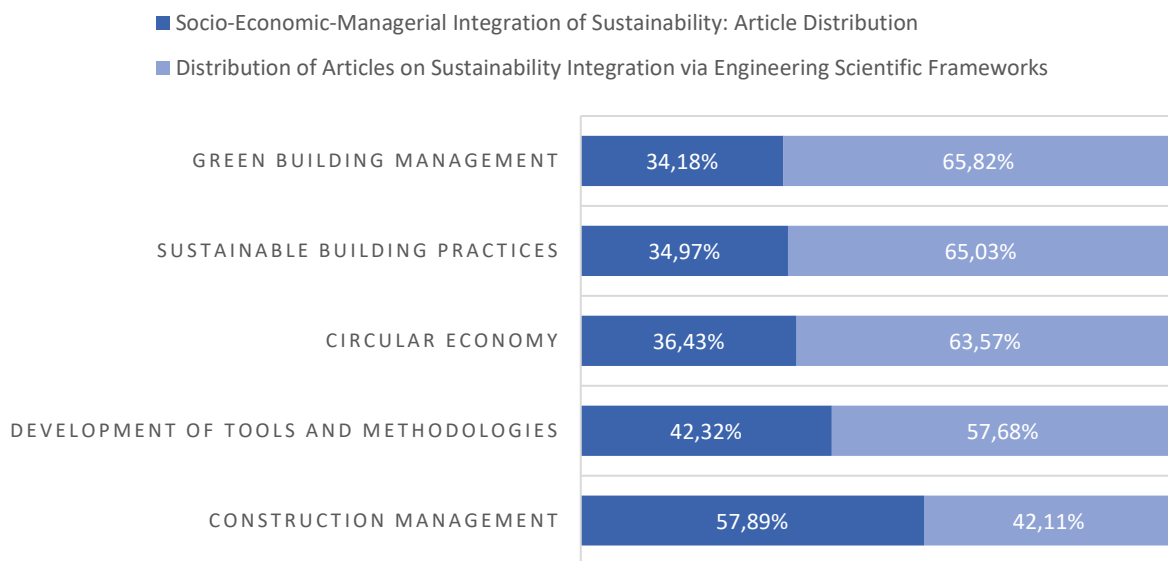 Socio-Economic-Managerial Integration of Sustainability: Article Distribution
Distribution of Articles on Sustainability Integration via Engineering Scientific Frameworks
GREEN BUILDING MANAGEMENT 34,18% 65,82%
SUSTAINABLE BUILDING PRACTICES 34,97% 65,03%
CIRCULAR ECONOMY 36,43% 63,57%
DEVELOPMENT OF TOOLS AND METHODOLOGIES 42,32% 57,68%
CONSTRUCTION MANAGEMENT 57,89% 42,11%